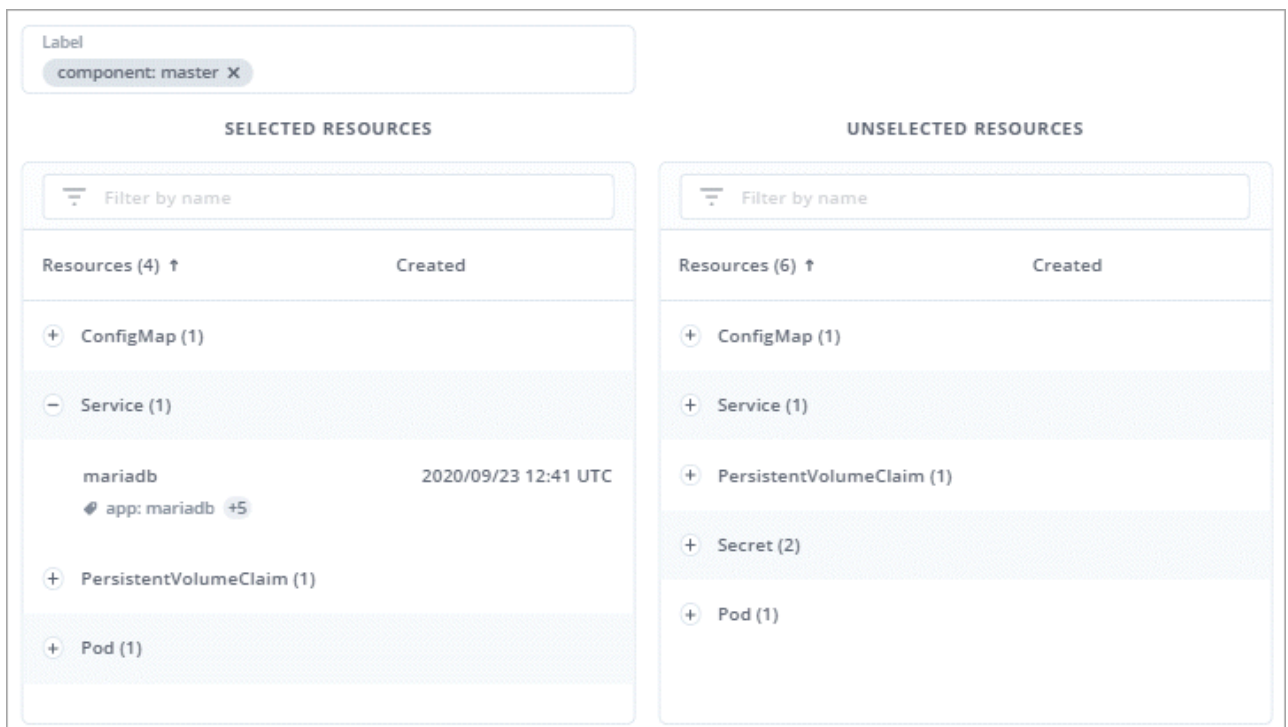 Label
component: master ✕
SELECTED RESOURCES
Filter by name
Resources (4) ↑ Created
+ ConfigMap (1)
− Service (1)
mariadb 2020/09/23 12:41 UTC
app: mariadb +5
+ PersistentVolumeClaim (1)
+ Pod (1)
UNSELECTED RESOURCES
Filter by name
Resources (6) ↑ Created
+ ConfigMap (1)
+ Service (1)
+ PersistentVolumeClaim (1)
+ Secret (2)
+ Pod (1)